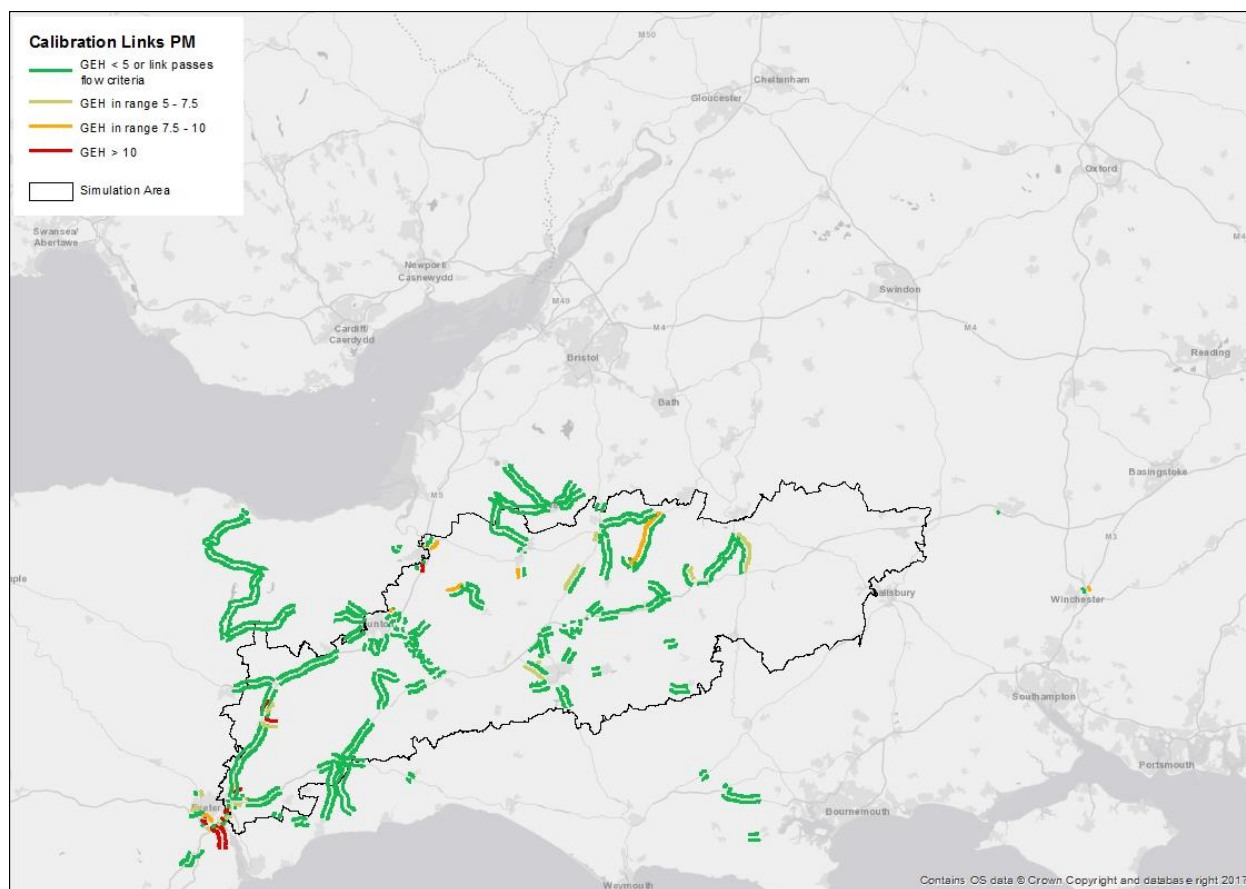 Calibration Links PM
GEH < 5 or link passes
flow criteria
GEH in range 5 - 7.5
GEH in range 7.5 - 10
GEH > 10
Simulation Area
M50
Cheltenham
Gloucester
Oxford
Swansea/
Abertawe
M4
Newport/
Casnewydd
Swindon
M49
Cardiff/
Caerdydd
M4
M4
Bristol
Reading
Bath
Basingstoke
M5
M3
Winchester
Southampton
Portsmouth
Exeter
Bournemouth
Weymouth
Contains OS data © Crown Copyright and database right 2017